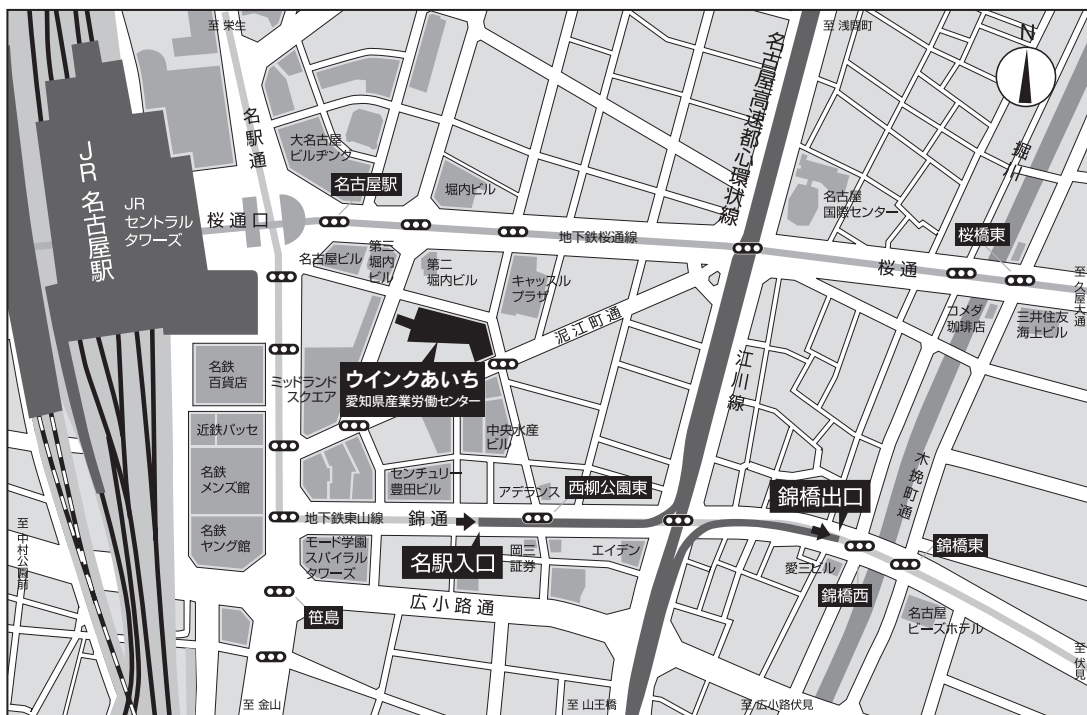 至 栄生
至 浅間町
N
名駅通
名古屋高速都心環状線
堀川
大名古屋
ビルヂング
名古屋駅
堀内ビル
名古屋
国際センター
JR 名古屋駅
JR
セントラル
タワーズ
桜通口
地下鉄桜通線
桜橋東
名古屋ビル
第三
堀内
ビル
第二
堀内ビル
キャッスル
プラザ
桜通
至 久屋大通
コメダ
珈琲店
三井住友
海上ビル
泥江町通
江川線
名鉄
百貨店
ミッドランド
スクエア
ウインクあいち
愛知県産業労働センター
近鉄パッセ
中央水産
ビル
名鉄
メンズ館
センチュリー
豊田ビル
アデランス
西柳公園東
木挽町通
錦橋出口
名鉄
ヤング館
地下鉄東山線
錦通
至 中村公園前
モード学園
スパイラル
タワーズ
名駅入口
岡三
証券
エイデン
愛三ビル
錦橋東
錦橋西
笹島
広小路通
名古屋
ビーズホテル
至 伏見
至 金山
至 山王橋
至 広小路伏見